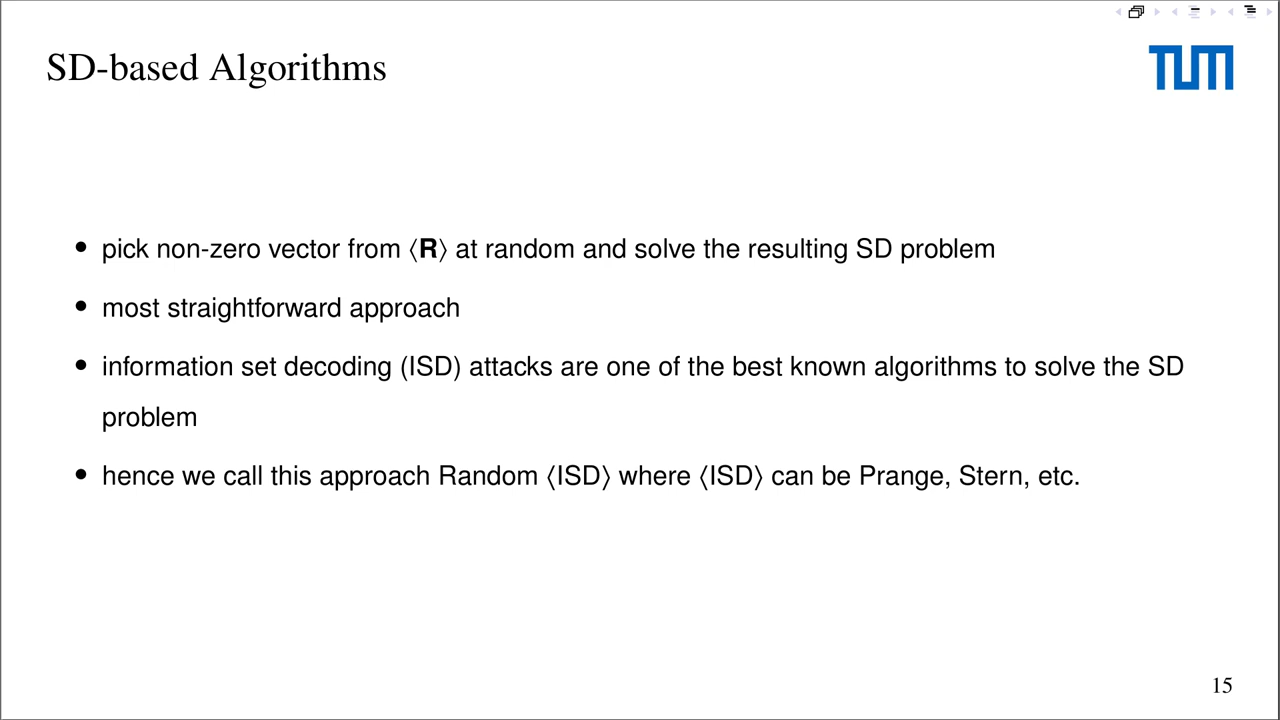 SD-based Algorithms
TUM
• pick non-zero vector from ⟨R⟩ at random and solve the resulting SD problem
• most straightforward approach
• information set decoding (ISD) attacks are one of the best known algorithms to solve the SD
problem
• hence we call this approach Random ⟨ISD⟩ where ⟨ISD⟩ can be Prange, Stern, etc.
15